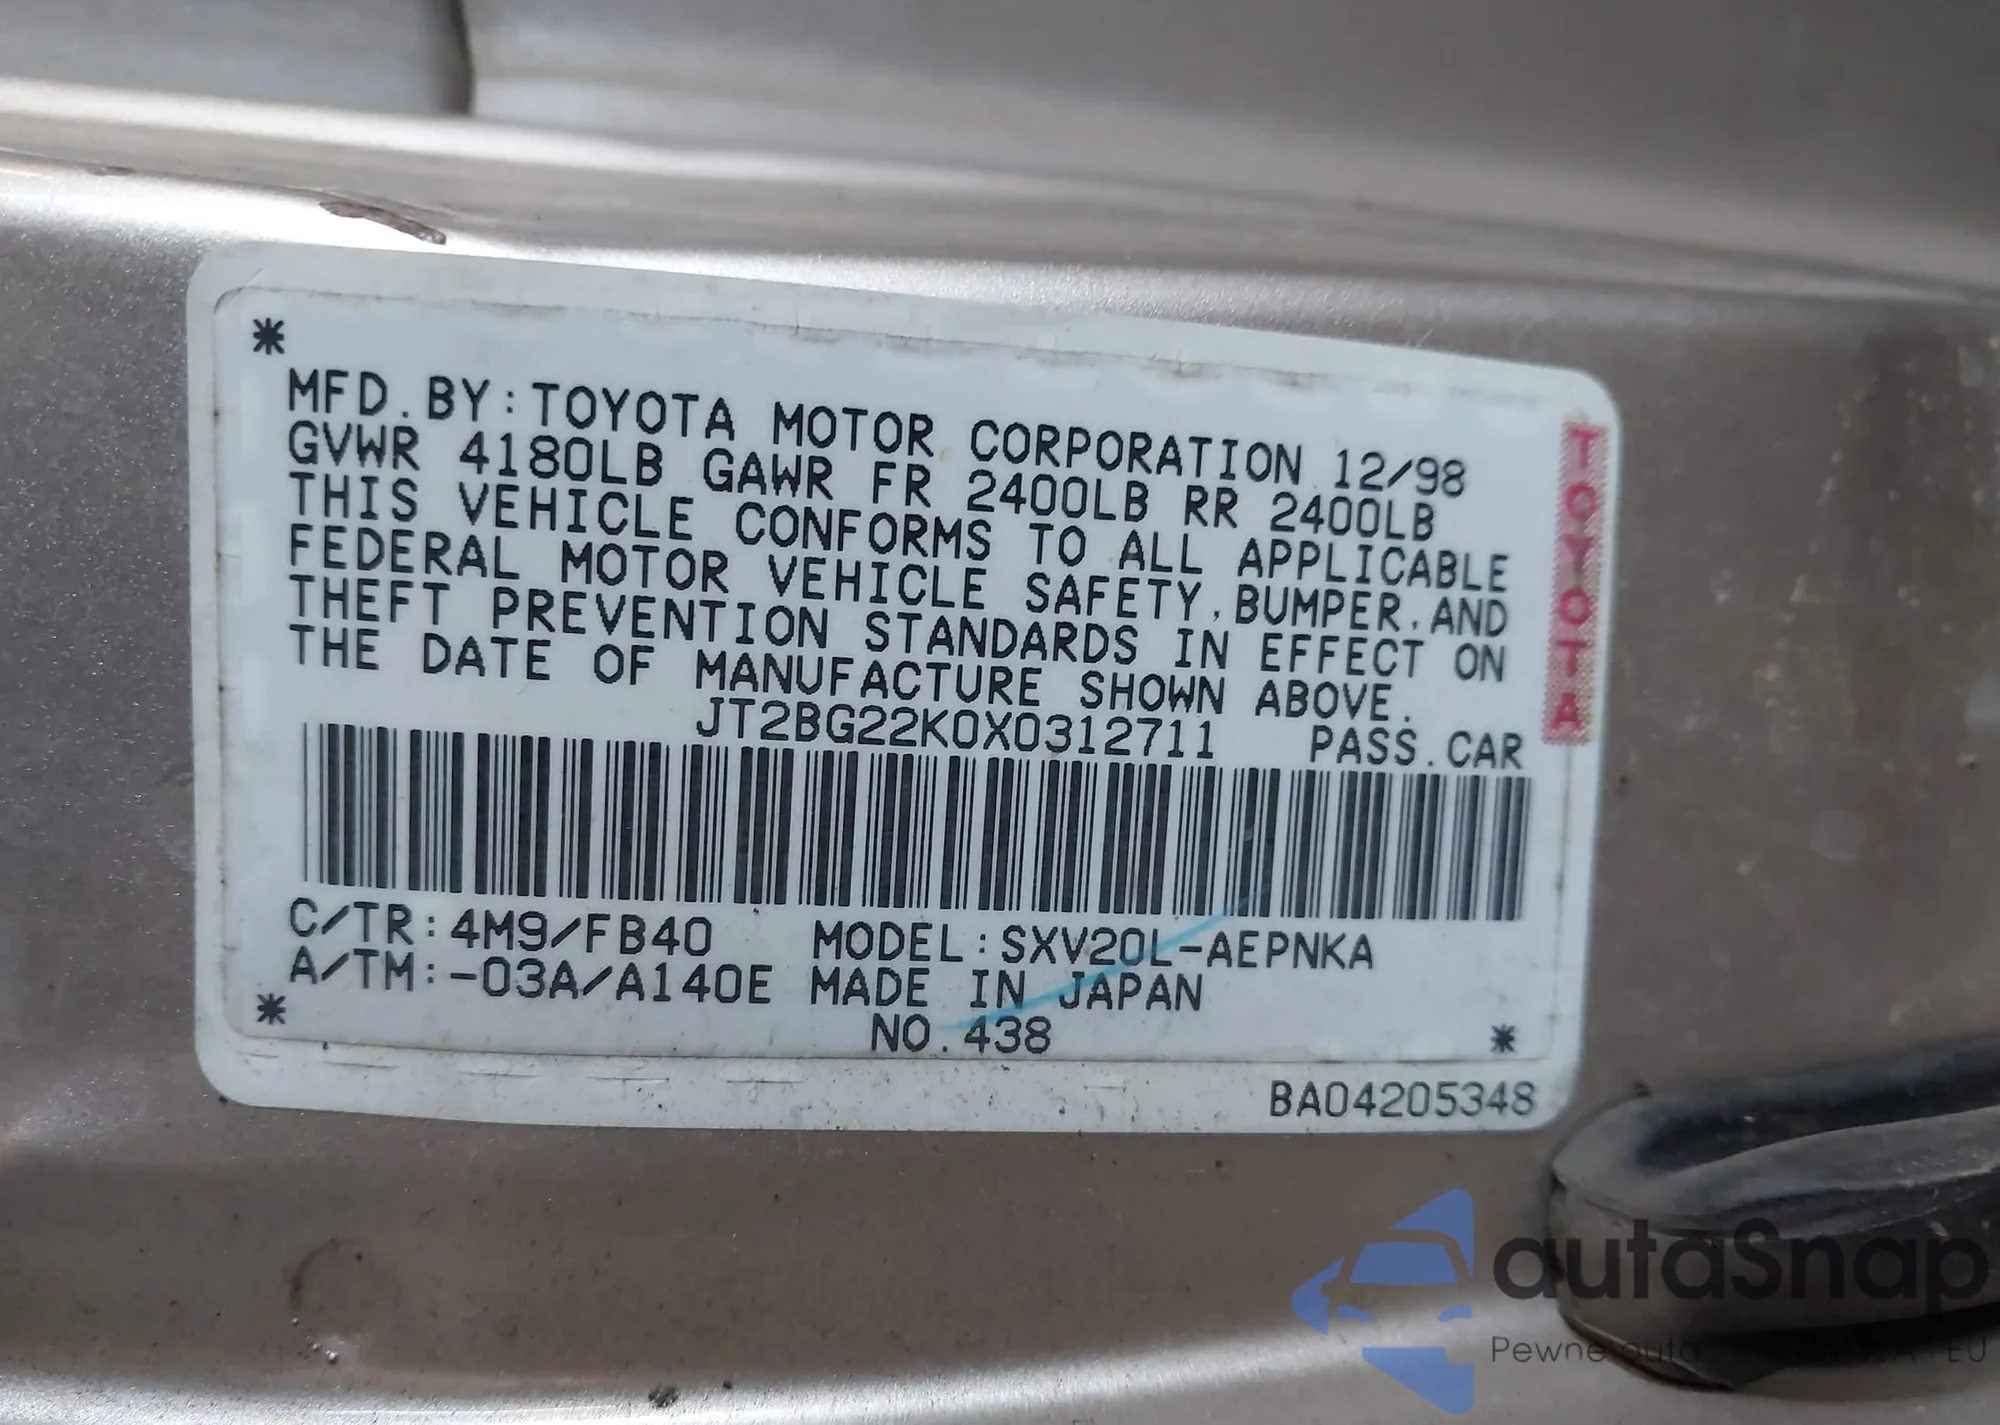 *
MFD.BY:TOYOTA MOTOR CORPORATION 12/98
GVWR 4180LB GAWR FR 2400LB RR 2400LB
THIS VEHICLE CONFORMS TO ALL APPLICABLE
FEDERAL MOTOR VEHICLE SAFETY,BUMPER,AND
THEFT PREVENTION STANDARDS IN EFFECT ON
THE DATE OF MANUFACTURE SHOWN ABOVE.
JT2BG22K0X0312711 PASS.CAR
C/TR:4M9/FB40 MODEL:SXV20L-AEPNKA
A/TM:-03A/A140E MADE IN JAPAN
* NO.438 *
BA04205348
TOYOTA
autaSnap
Pewne auta EU